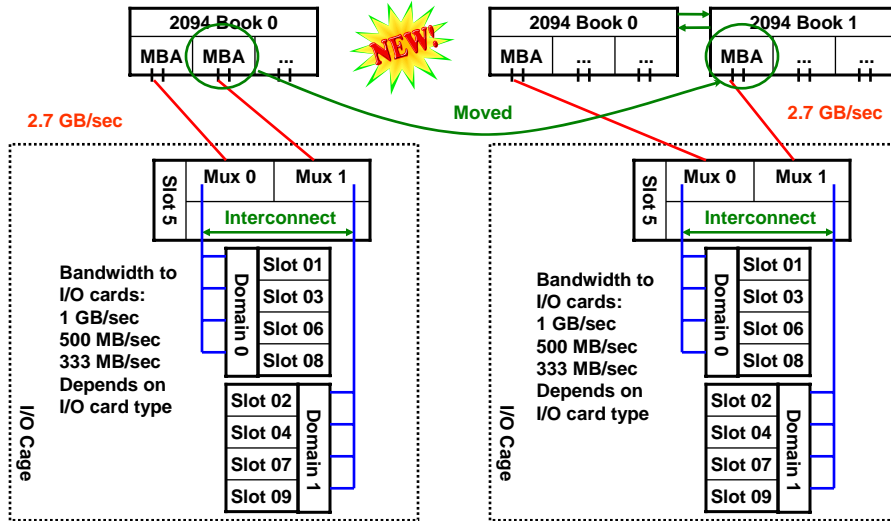 2094 Book 0
MBA
MBA
...
NEW!
2094 Book 0
MBA
...
...
2094 Book 1
MBA
...
...
Moved
2.7 GB/sec
2.7 GB/sec
Slot 5
Mux 0
Mux 1
Interconnect
Domain 0
Slot 01
Slot 03
Slot 06
Slot 08
Bandwidth to
I/O cards:
1 GB/sec
500 MB/sec
333 MB/sec
Depends on
I/O card type
Slot 02
Slot 04
Slot 07
Slot 09
Domain 1
I/O Cage
Slot 5
Mux 0
Mux 1
Interconnect
Domain 0
Slot 01
Slot 03
Slot 06
Slot 08
Bandwidth to
I/O cards:
1 GB/sec
500 MB/sec
333 MB/sec
Depends on
I/O card type
Slot 02
Slot 04
Slot 07
Slot 09
Domain 1
I/O Cage